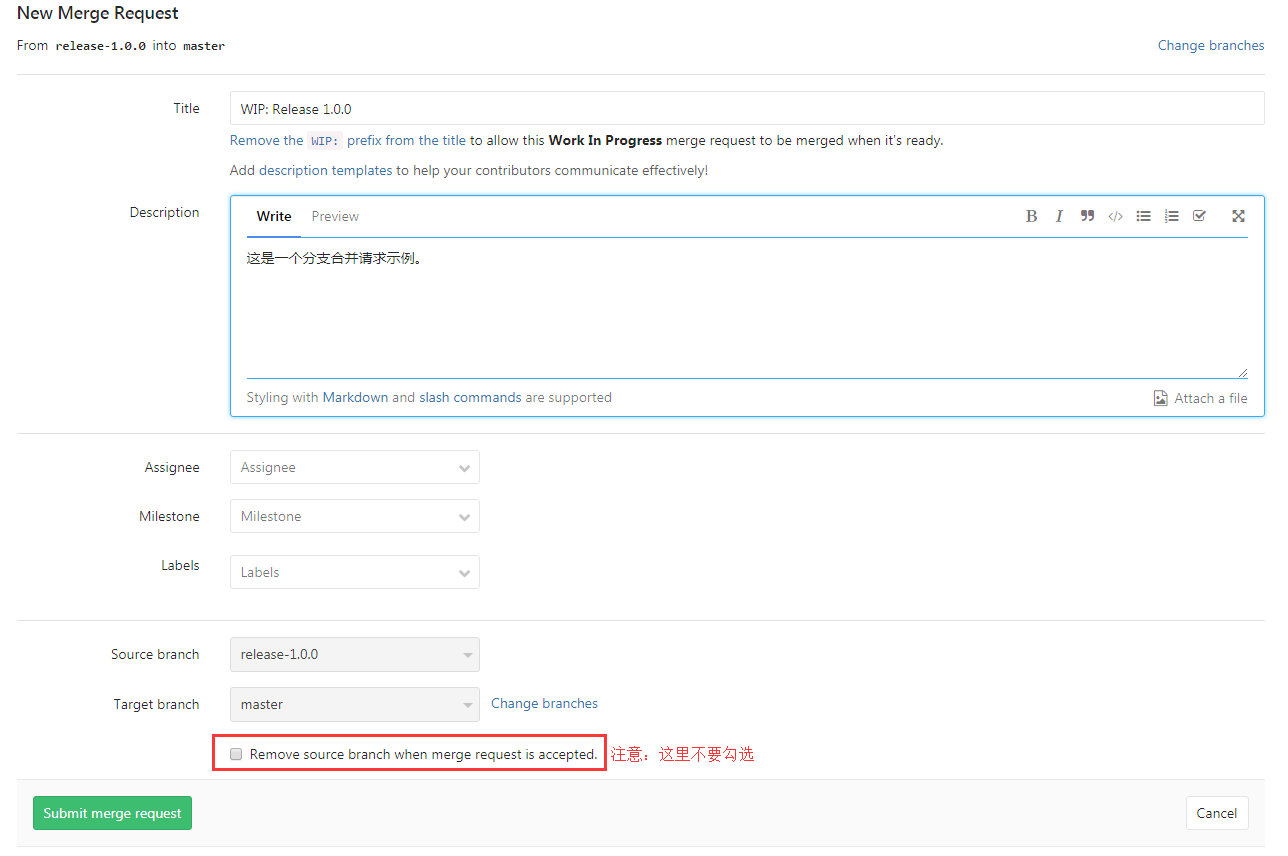 New Merge Request
From release-1.0.0 into master
Change branches
Title
WIP: Release 1.0.0
Remove the WIP: prefix from the title to allow this Work In Progress merge request to be merged when it's ready.
Add description templates to help your contributors communicate effectively!
Description
Write Preview
这是一个分支合并请求示例。
Styling with Markdown and slash commands are supported
Attach a file
Assignee
Assignee
Milestone
Milestone
Labels
Labels
Source branch
release-1.0.0
Target branch
master
Change branches
Remove source branch when merge request is accepted.
注意：这里不要勾选
Submit merge request
Cancel